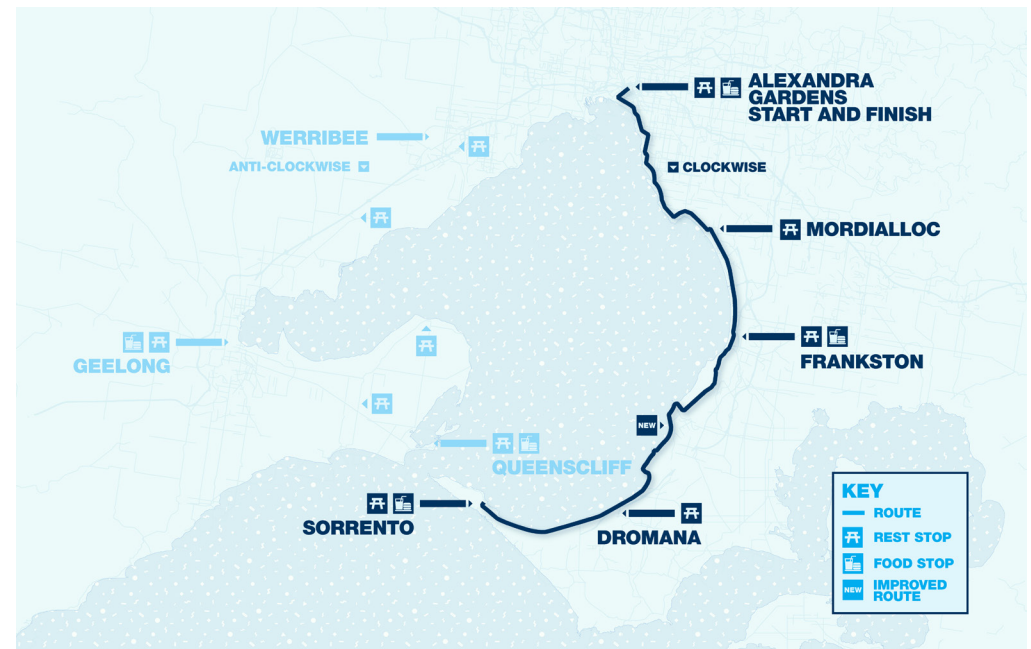 ALEXANDRA
GARDENS
START AND FINISH
WERRIBEE
ANTI-CLOCKWISE
CLOCKWISE
MORDIALLOC
GEELONG
FRANKSTON
NEW
QUEENSCLIFF
SORRENTO
DROMANA
KEY
ROUTE
REST STOP
FOOD STOP
NEW
IMPROVED
ROUTE